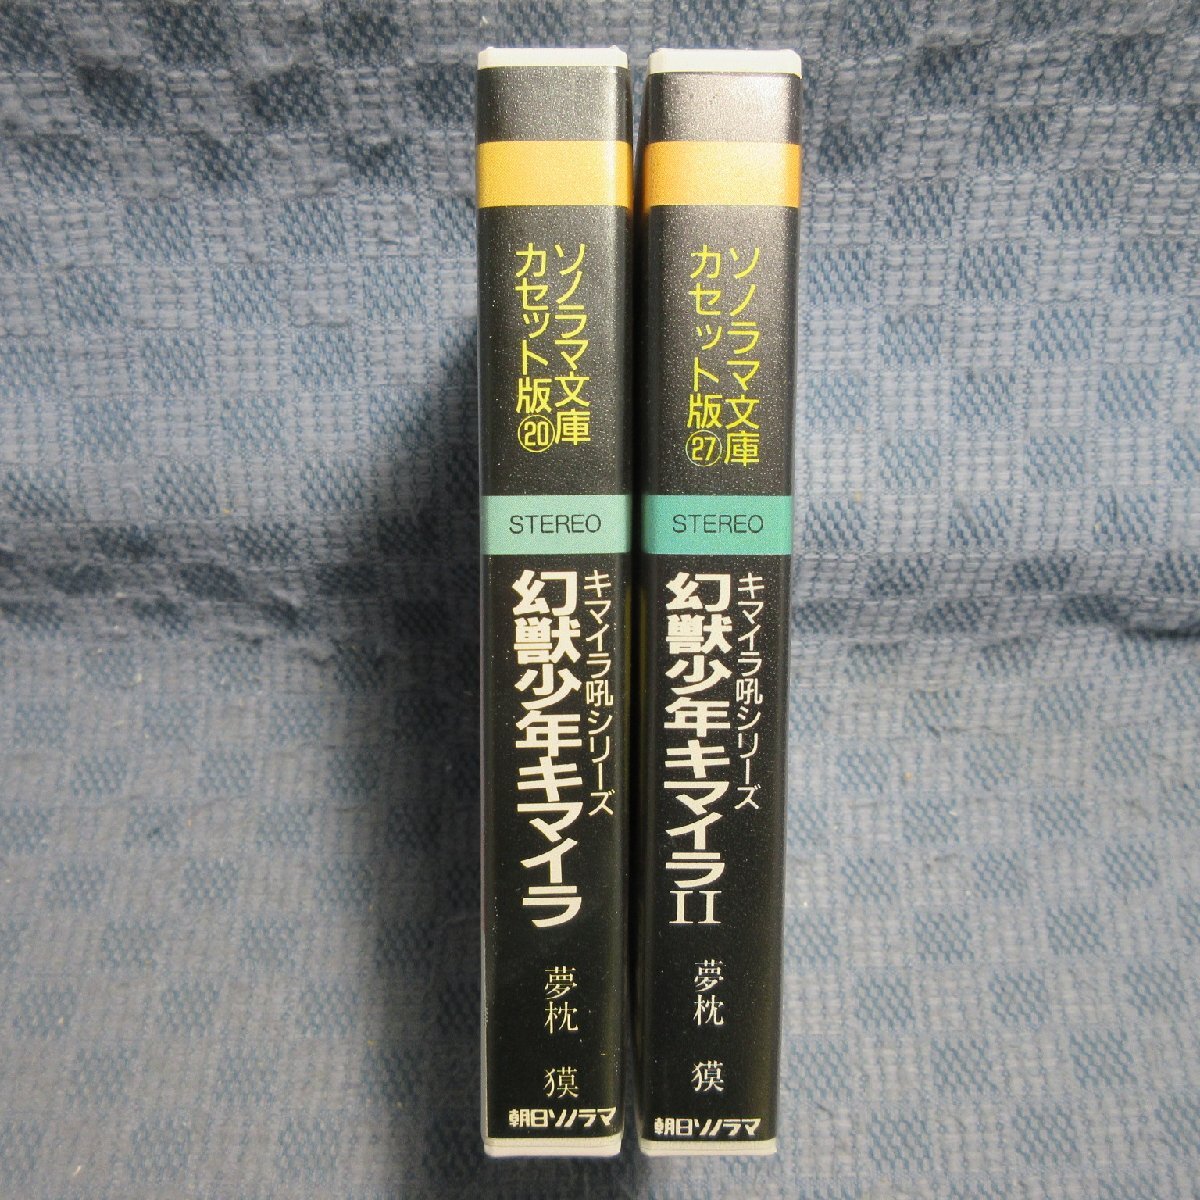 ソノラマ文庫
カセット版⑳
STEREO
キマイラ吼シリーズ
幻獣少年キマイラ
夢枕 獏
朝日ソノラマ
ソノラマ文庫
カセット版㉗
STEREO
キマイラ吼シリーズ
幻獣少年キマイラII
夢枕 獏
朝日ソノラマ